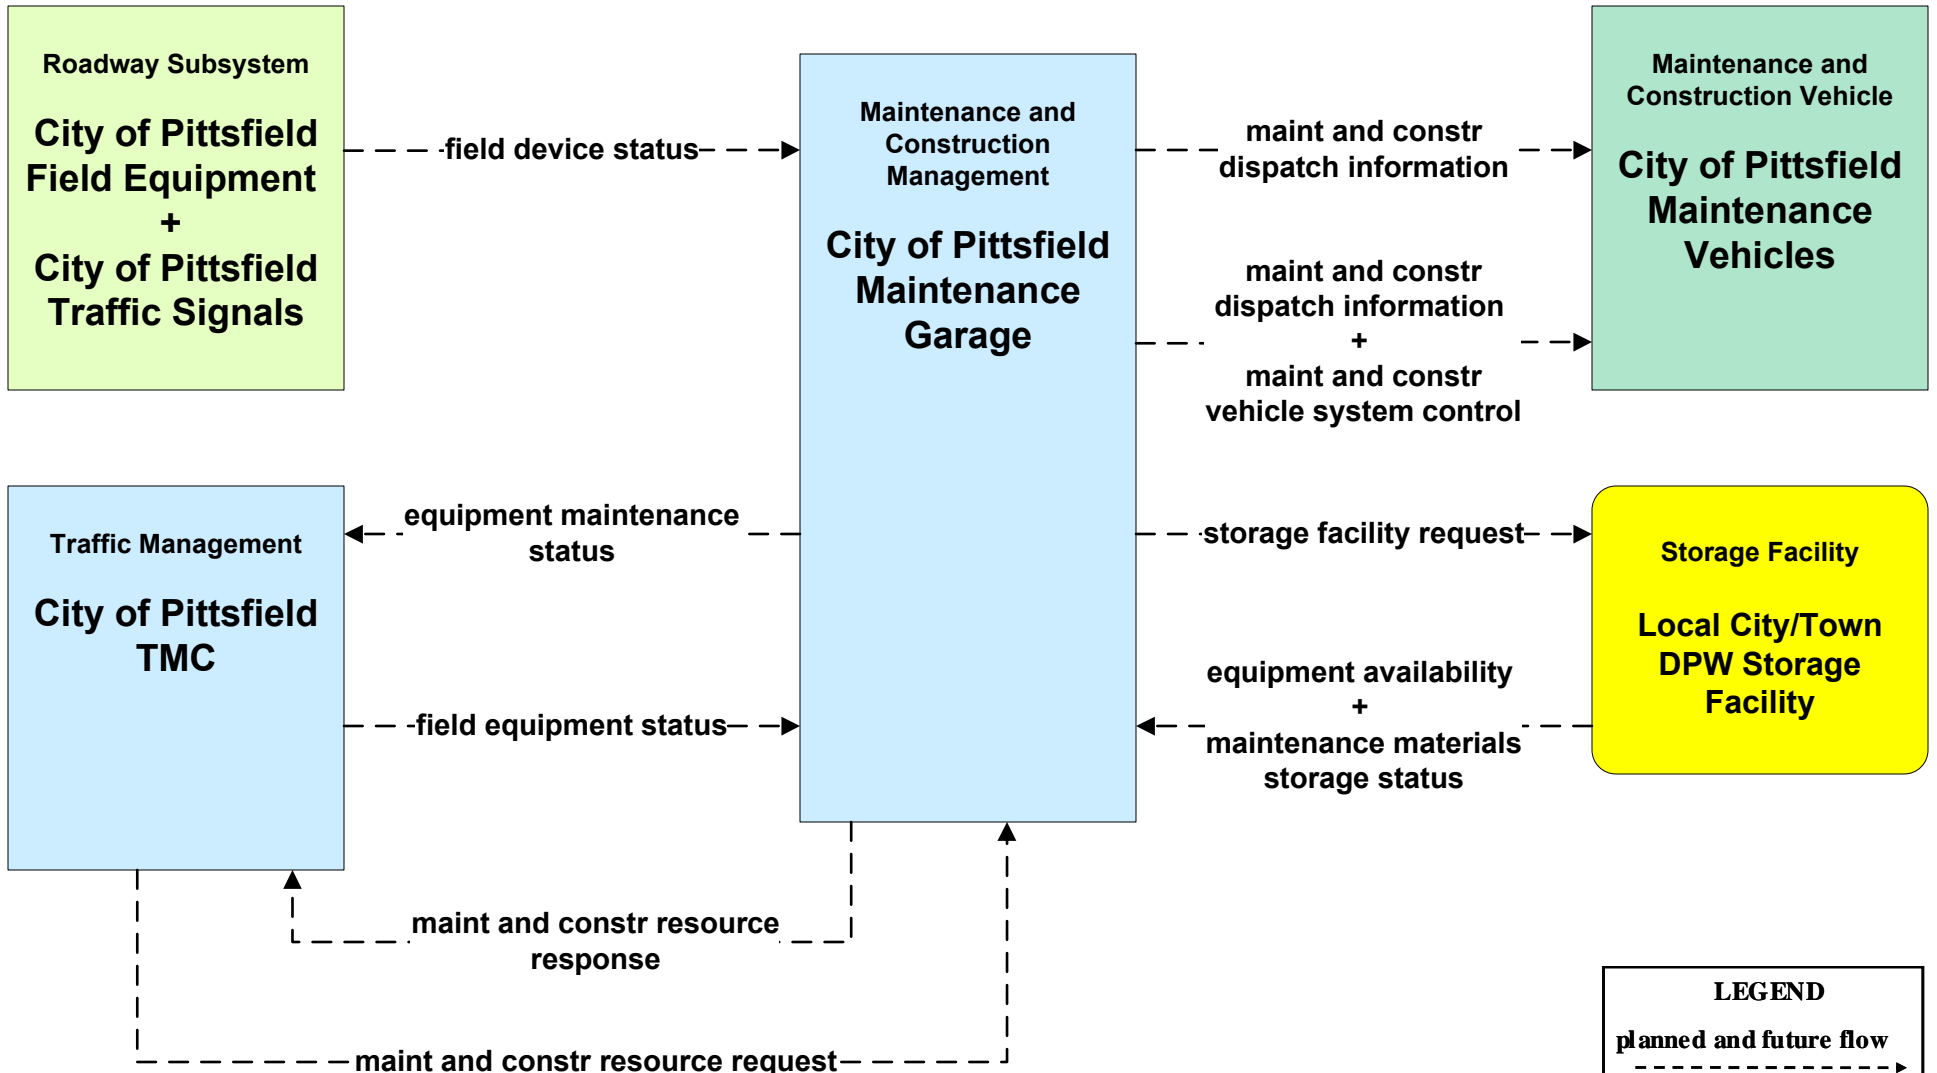 Roadway Subsystem
City of Pittsfield
Field Equipment
+
City of Pittsfield
Traffic Signals
field device status
Maintenance and
Construction
Management
City of Pittsfield
Maintenance
Garage
maint and constr
dispatch information
maint and constr
dispatch information
+
maint and constr
vehicle system control
Maintenance and
Construction Vehicle
City of Pittsfield
Maintenance
Vehicles
Traffic Management
City of Pittsfield
TMC
equipment maintenance
status
field equipment status
storage facility request
equipment availability
+
maintenance materials
storage status
Storage Facility
Local City/Town
DPW Storage
Facility
maint and constr resource
response
maint and constr resource request
LEGEND
planned and future flow